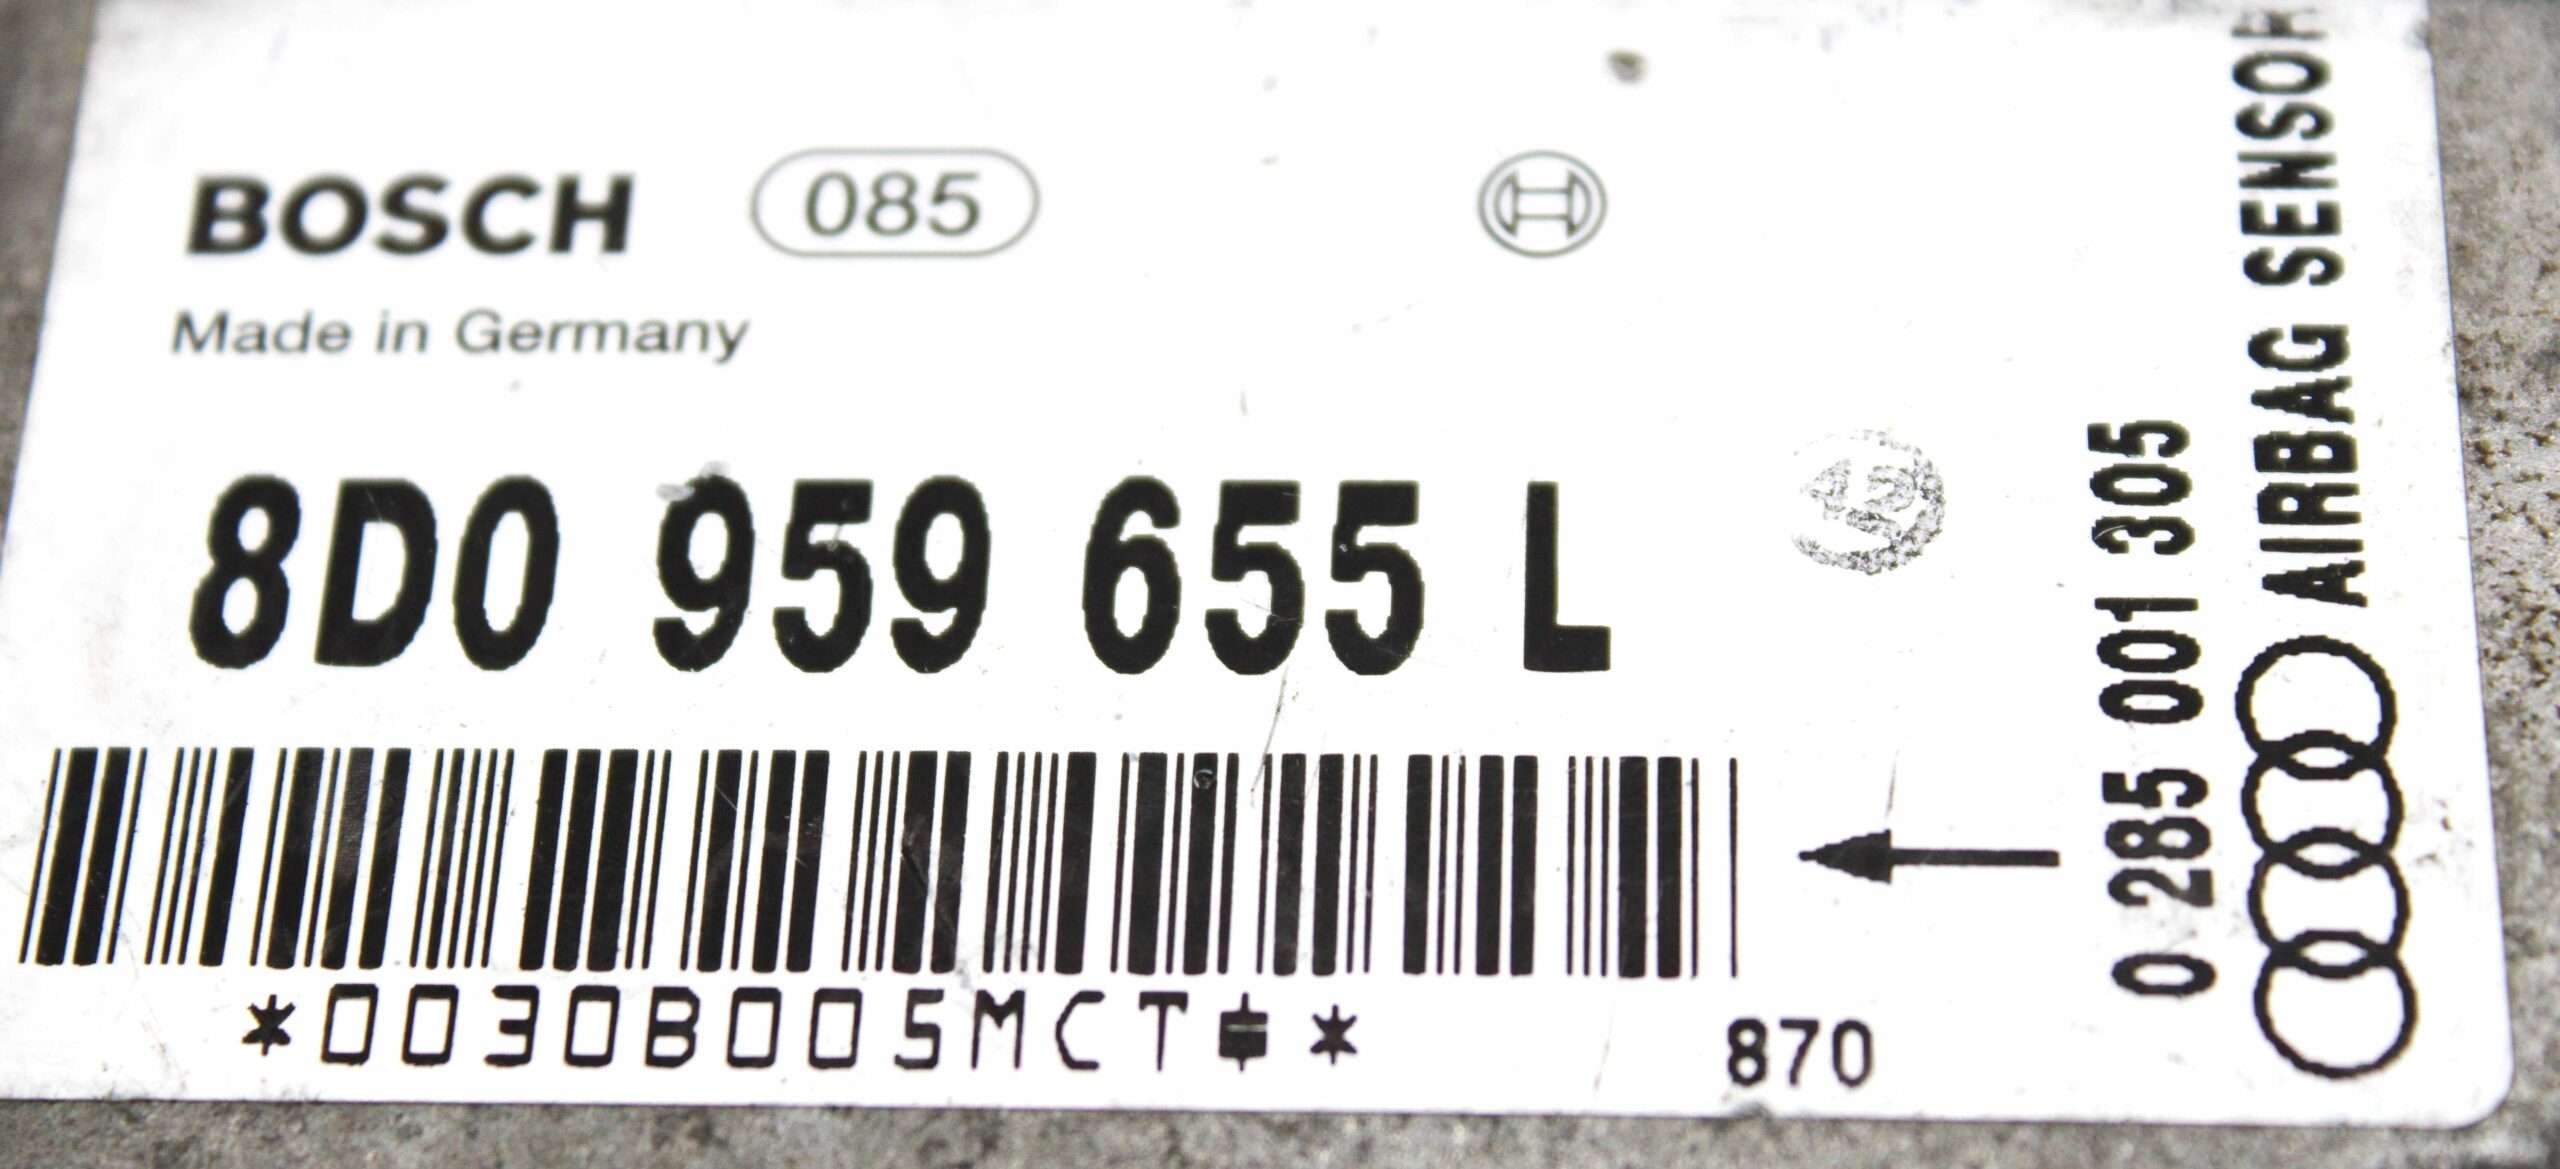 BOSCH 085
Made in Germany
8D0 959 655 L
*0030B005MCT$*
870
0 285 001 305
AIRBAG SENSOR